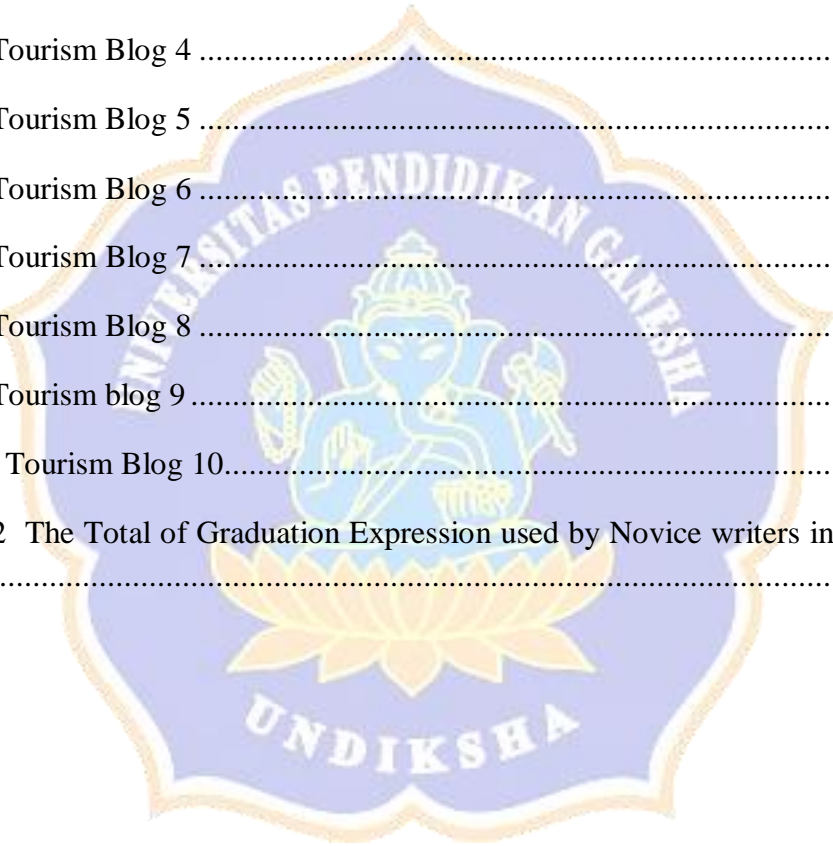 Tourism Blog 4 ................................................................................
Tourism Blog 5 ................................................................................
Tourism Blog 6 ................................................................................
Tourism Blog 7 ................................................................................
Tourism Blog 8 ................................................................................
Tourism blog 9 ................................................................................
Tourism Blog 10................................................................................
2 The Total of Graduation Expression used by Novice writers in
................................................................................
UNIVERSITAS PENDIDIKAN GANESHA
UNDIKSHA